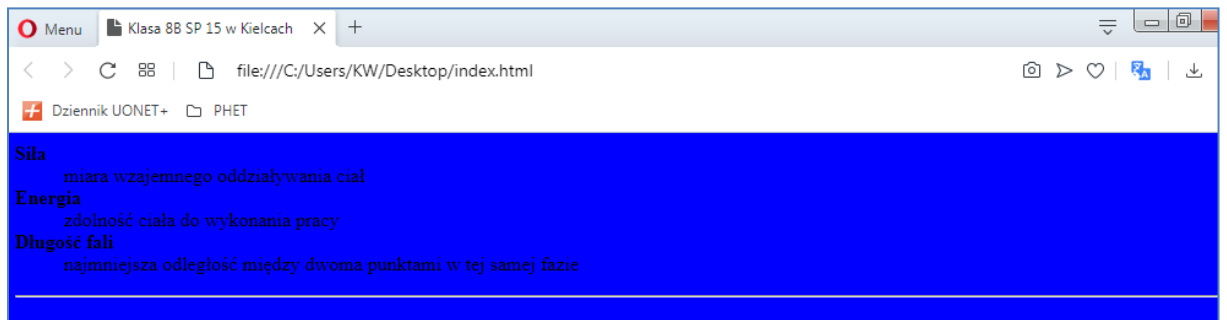 Menu Klasa 8B SP 15 w Kielcach
file:///C:/Users/KW/Desktop/index.html
Dziennik UONET+ PHET
Siła
miara wzajemnego oddziaływania ciał
Energia
zdolność ciała do wykonania pracy
Długość fali
najmniejsza odległość między dwoma punktami w tej samej fazie